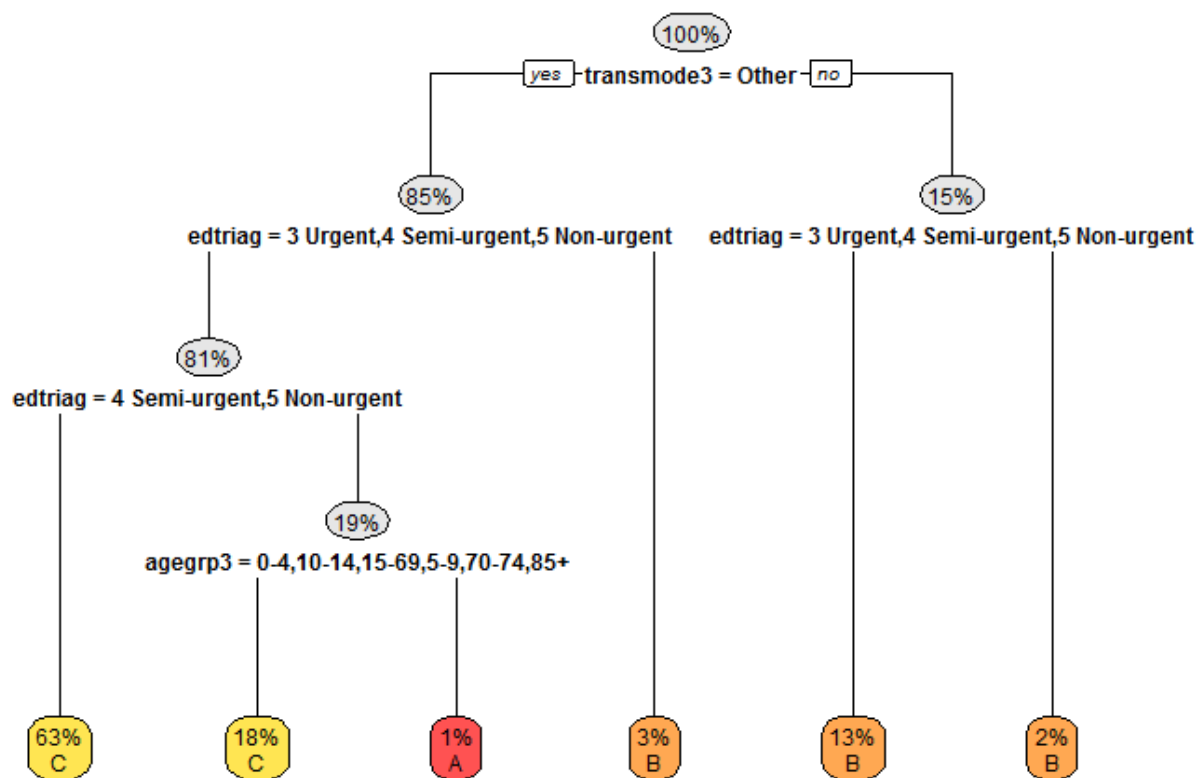 100%
yes transmode3 = Other no
85% 15%
edtriag = 3 Urgent,4 Semi-urgent,5 Non-urgent edtriag = 3 Urgent,4 Semi-urgent,5 Non-urgent
81%
edtriag = 4 Semi-urgent,5 Non-urgent
19%
agegrp3 = 0-4,10-14,15-69,5-9,70-74,85+
63% 18% 1% 3% 13% 2%
C C A B B B